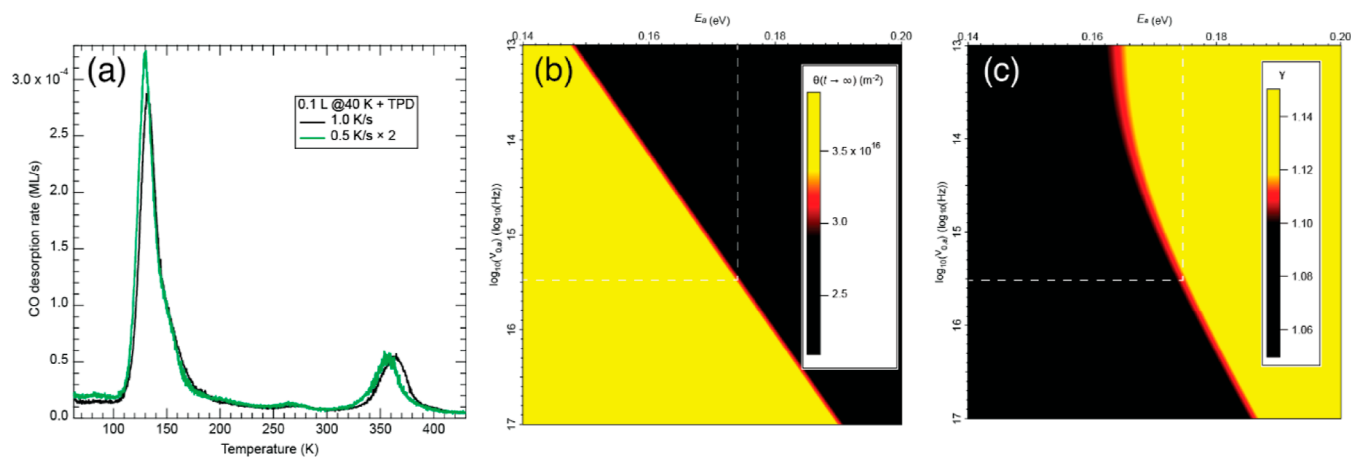 (a)
3.0 x 10⁻⁴
2.5
2.0
1.5
1.0
0.5
0.0
CO desorption rate (ML/s)
0.1 L @40 K + TPD
1.0 K/s
0.5 K/s × 2
100 150 200 250 300 350 400
Temperature (K)
(b)
Eₐ (eV)
0.14 0.16 0.18 0.20
13
14
15
16
17
log₁₀(ν₀,ₐ) (log₁₀(Hz))
θ(t → ∞) (m⁻²)
3.5 x 10¹⁶
3.0
2.5
(c)
Eₐ (eV)
0.14 0.16 0.18 0.20
13
14
15
16
17
log₁₀(ν₀,ₐ) (log₁₀(Hz))
γ
1.14
1.12
1.10
1.08
1.06